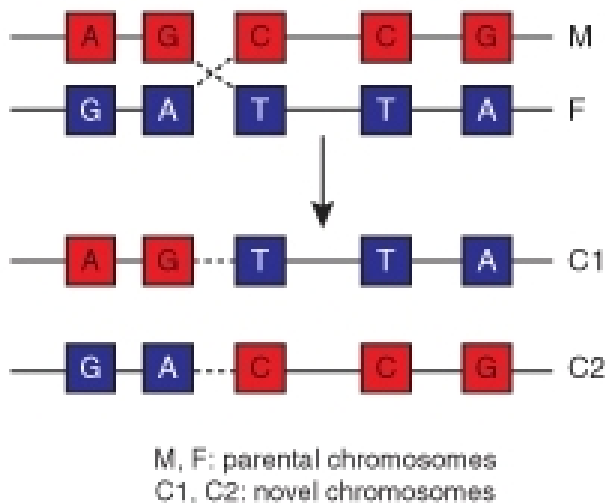 A G C C G M
G A T T A F
A G T T A C1
G A C C G C2
M, F: parental chromosomes
C1, C2: novel chromosomes